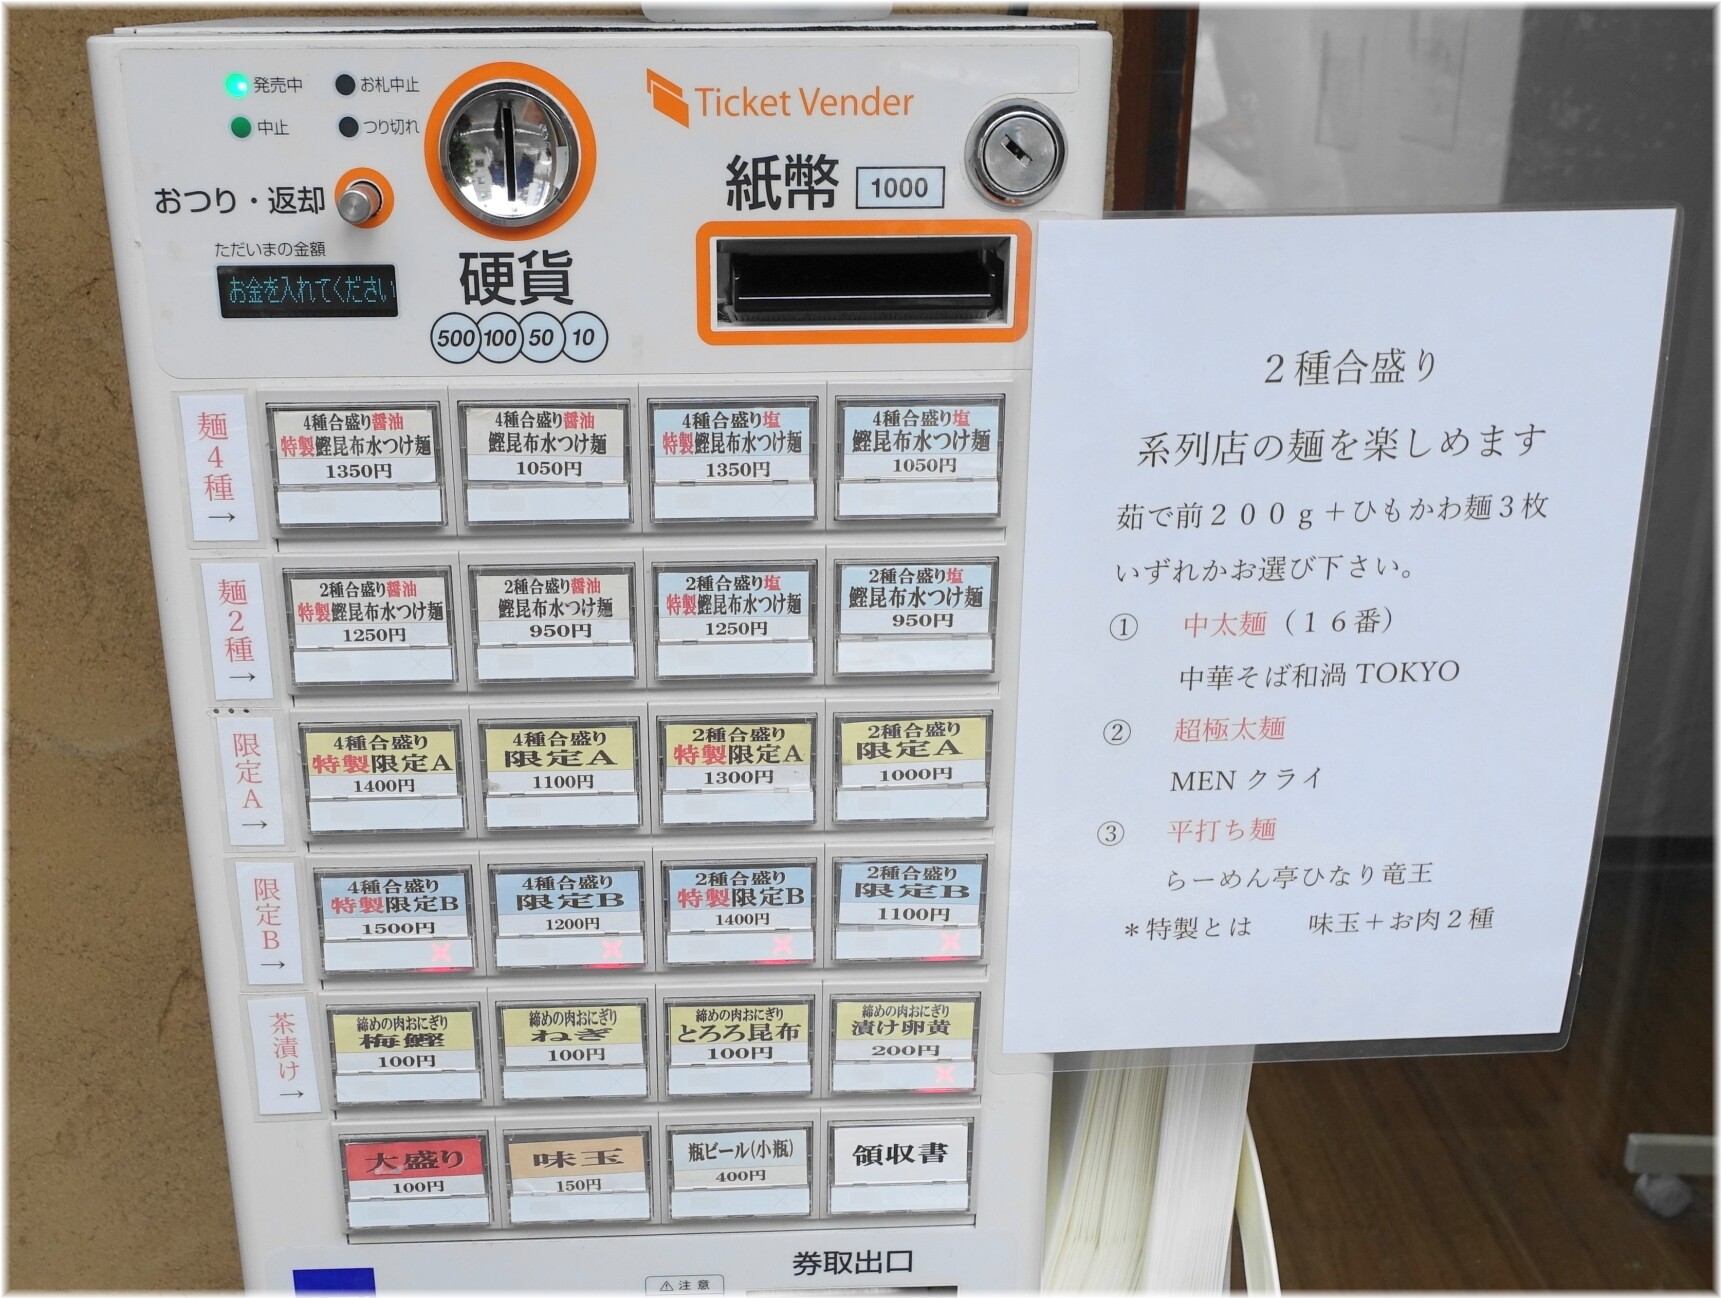 発売中
お札中止
中止
つり切れ
Ticket Vender
おつり・返却
紙幣 1000
ただいまの金額
お金を入れてください
硬貨
500 100 50 10
麺4種→
4種合盛り醤油
特製鰹昆布水つけ麺
1350円
4種合盛り醤油
鰹昆布水つけ麺
1050円
4種合盛り塩
特製鰹昆布水つけ麺
1350円
4種合盛り塩
鰹昆布水つけ麺
1050円
麺2種→
2種合盛り醤油
特製鰹昆布水つけ麺
1250円
2種合盛り醤油
鰹昆布水つけ麺
950円
2種合盛り塩
特製鰹昆布水つけ麺
1250円
2種合盛り塩
鰹昆布水つけ麺
950円
限定A→
4種合盛り
特製限定A
1400円
4種合盛り
限定A
1100円
2種合盛り
特製限定A
1300円
2種合盛り
限定A
1000円
限定B→
4種合盛り
特製限定B
1500円
4種合盛り
限定B
1200円
2種合盛り
特製限定B
1400円
2種合盛り
限定B
1100円
茶漬け→
締めの肉おにぎり
梅鰹
100円
締めの肉おにぎり
ねぎ
100円
締めの肉おにぎり
とろろ昆布
100円
締めの肉おにぎり
漬け卵黄
200円
大盛り
100円
味玉
150円
瓶ビール(小瓶)
400円
領収書
券取出口
⚠注意
2種合盛り
系列店の麺を楽しめます
茹で前200g+ひもかわ麺3枚
いずれかお選び下さい。
① 中太麺(16番)
中華そば和渦TOKYO
② 超極太麺
MENクライ
③ 平打ち麺
らーめん亭ひなり竜王
*特製とは 味玉+お肉2種